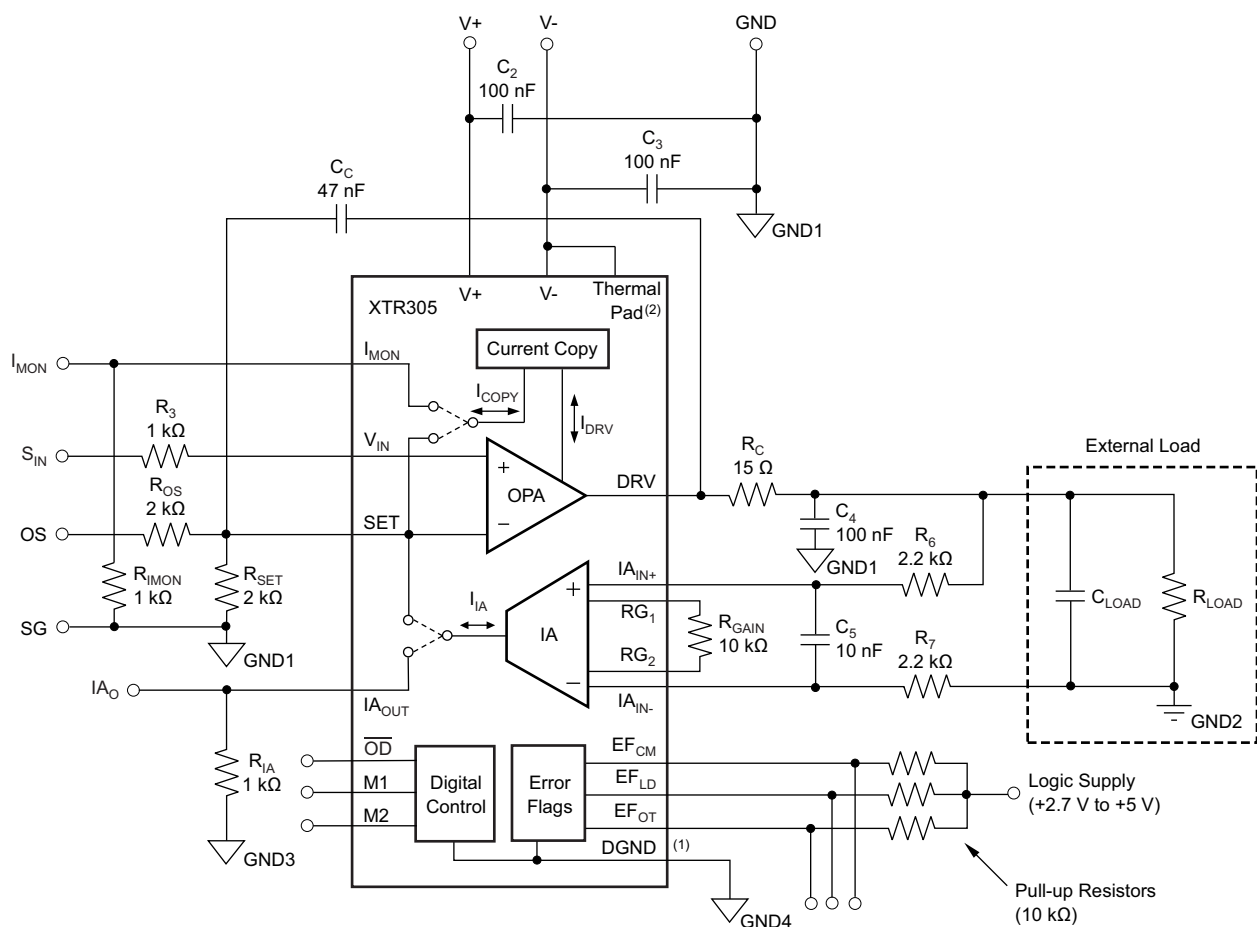 V+
V-
GND
C2
100 nF
C3
100 nF
CC
47 nF
GND1
V+
V-
Thermal
Pad(2)
XTR305
IMON
IMON
Current Copy
ICOPY
IDRV
R3
1 kΩ
SIN
VIN
+
OPA
−
DRV
RC
15 Ω
External Load
ROS
2 kΩ
OS
SET
C4
100 nF
GND1
R6
2.2 kΩ
RIMON
1 kΩ
RSET
2 kΩ
SG
GND1
IIA
+
IA
−
IAIN+
RG1
RG2
IAIN-
RGAIN
10 kΩ
C5
10 nF
R7
2.2 kΩ
CLOAD
RLOAD
GND2
IAO
IAOUT
RIA
1 kΩ
GND3
OD
M1
M2
Digital
Control
Error
Flags
EFCM
EFLD
EFOT
DGND (1)
GND4
Logic Supply
(+2.7 V to +5 V)
Pull-up Resistors
(10 kΩ)